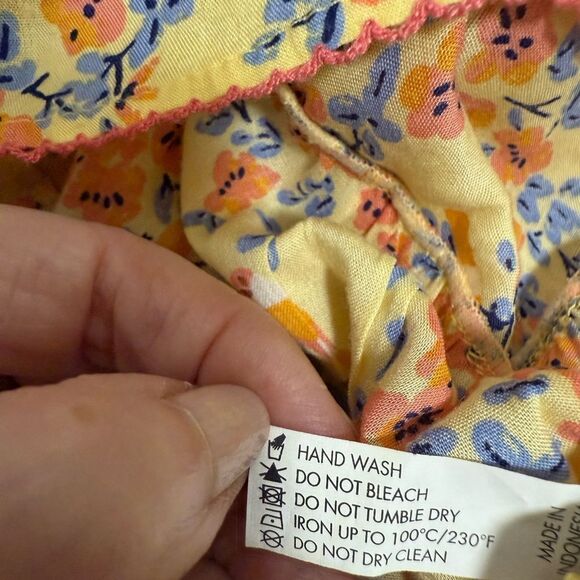 HAND WASH
DO NOT BLEACH
DO NOT TUMBLE DRY
IRON UP TO 100°C/230°F
DO NOT DRY CLEAN
MADE IN
INDONESIA